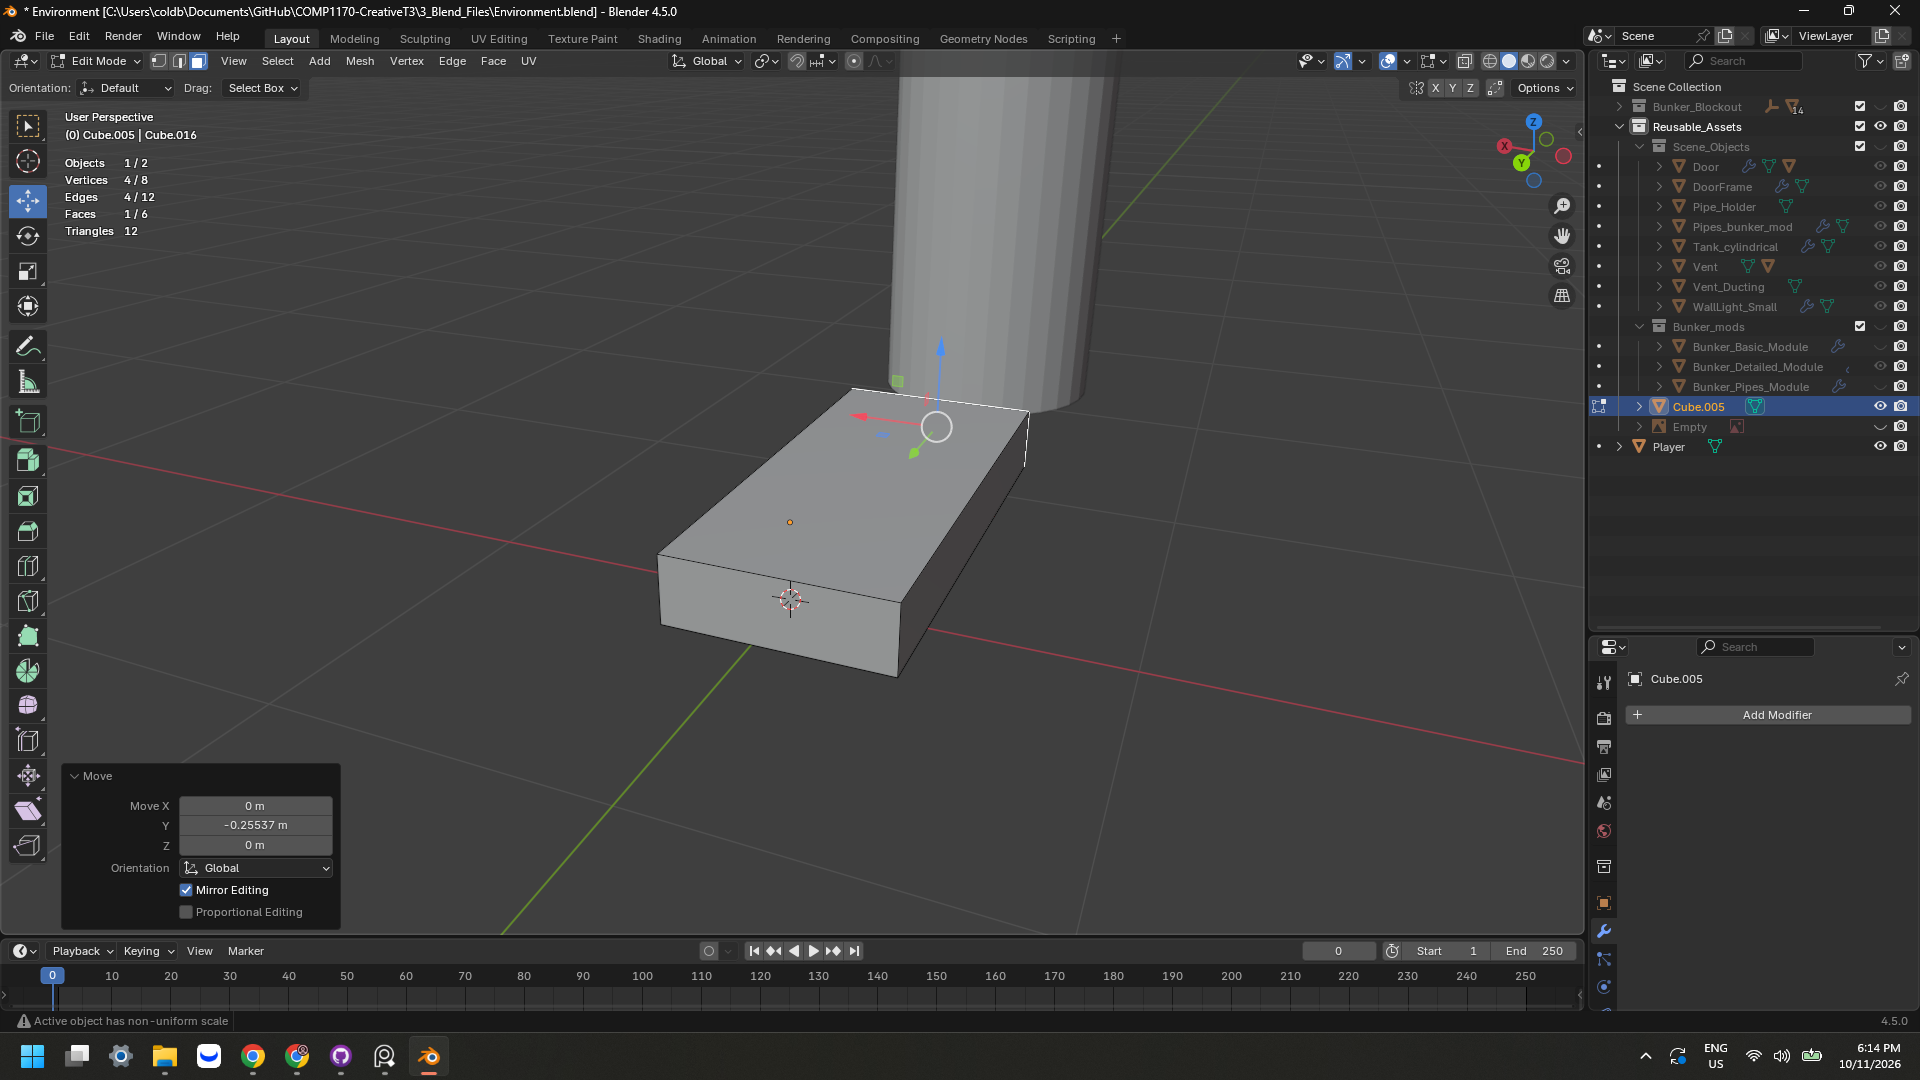 * Environment [C:\Users\coldb\Documents\GitHub\COMP1170-CreativeT3\3_Blend_Files\Environment.blend] - Blender 4.5.0
File Edit Render Window Help Layout Modeling Sculpting UV Editing Texture Paint Shading Animation Rendering Compositing Geometry Nodes Scripting + Scene ViewLayer
Edit Mode View Select Add Mesh Vertex Edge Face UV Global Search
Orientation: Default Drag: Select Box X Y Z Options
Scene Collection
Bunker_Blockout 14
Reusable_Assets
Scene_Objects
Door
DoorFrame
Pipe_Holder
Pipes_bunker_mod
Tank_cylindrical
Vent
Vent_Ducting
WallLight_Small
Bunker_mods
Bunker_Basic_Module
Bunker_Detailed_Module
Bunker_Pipes_Module
Cube.005
Empty
Player
User Perspective
(0) Cube.005 | Cube.016
Objects 1 / 2
Vertices 4 / 8
Edges 4 / 12
Faces 1 / 6
Triangles 12
Z
X
Y
Search
Cube.005
Add Modifier
Move
Move X 0 m
Y -0.25537 m
Z 0 m
Orientation Global
Mirror Editing
Proportional Editing
Playback Keying View Marker 0 Start 1 End 250
0 10 20 30 40 50 60 70 80 90 100 110 120 130 140 150 160 170 180 190 200 210 220 230 240 250
Active object has non-uniform scale
4.5.0
ENG
US
6:14 PM
10/11/2026